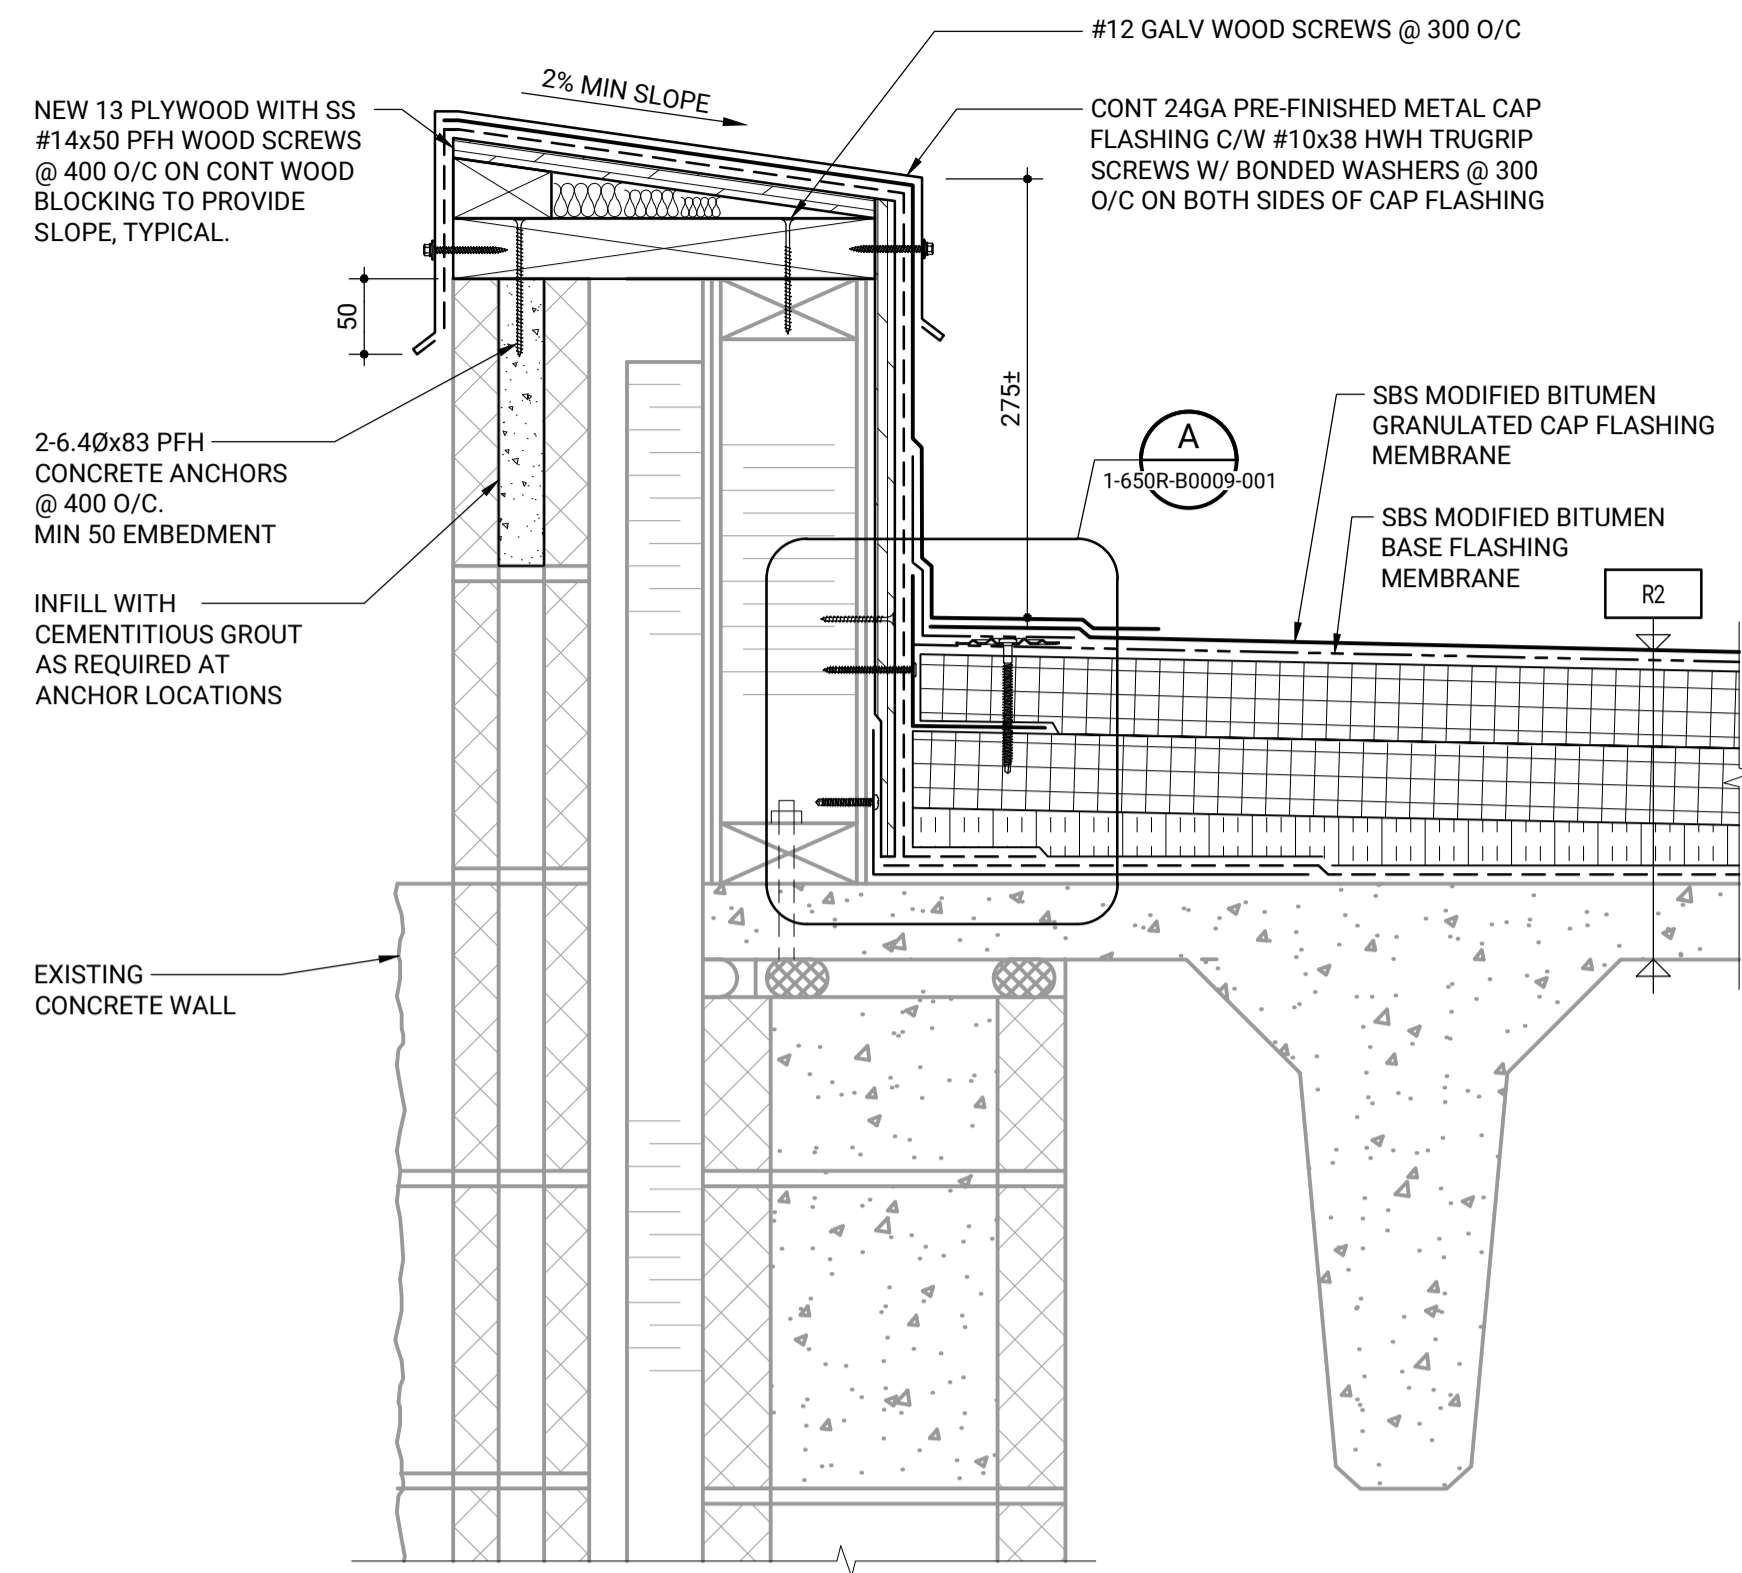 #12 GALV WOOD SCREWS @ 300 O/C
2% MIN SLOPE
NEW 13 PLYWOOD WITH SS
#14x50 PFH WOOD SCREWS
@ 400 O/C ON CONT WOOD
BLOCKING TO PROVIDE
SLOPE, TYPICAL.
CONT 24GA PRE-FINISHED METAL CAP
FLASHING C/W #10x38 HWH TRUGRIP
SCREWS W/ BONDED WASHERS @ 300
O/C ON BOTH SIDES OF CAP FLASHING
50
275±
2-6.4Øx83 PFH
CONCRETE ANCHORS
@ 400 O/C.
MIN 50 EMBEDMENT
A
1-650R-B0009-001
SBS MODIFIED BITUMEN
GRANULATED CAP FLASHING
MEMBRANE
SBS MODIFIED BITUMEN
BASE FLASHING
MEMBRANE
R2
INFILL WITH
CEMENTITIOUS GROUT
AS REQUIRED AT
ANCHOR LOCATIONS
EXISTING
CONCRETE WALL